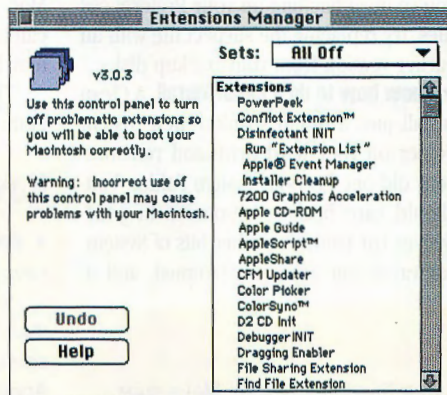 Extensions Manager
v3.0.3
Use this control panel to turn
off problematic extensions so
you will be able to boot your
Macintosh correctly.
Warning: Incorrect use of
this control panel may cause
problems with your Macintosh.
Undo
Help
Sets: All Off
Extensions
PowerPeek
Conflict Extension™
Disinfectant INIT
Run "Extension List"
Apple® Event Manager
Installer Cleanup
7200 Graphics Acceleration
Apple CD-ROM
Apple Guide
AppleScript™
AppleShare
CFM Updater
Color Picker
ColorSync™
D2 CD Init
DebuggerINIT
Dragging Enabler
File Sharing Extension
Find File Extension